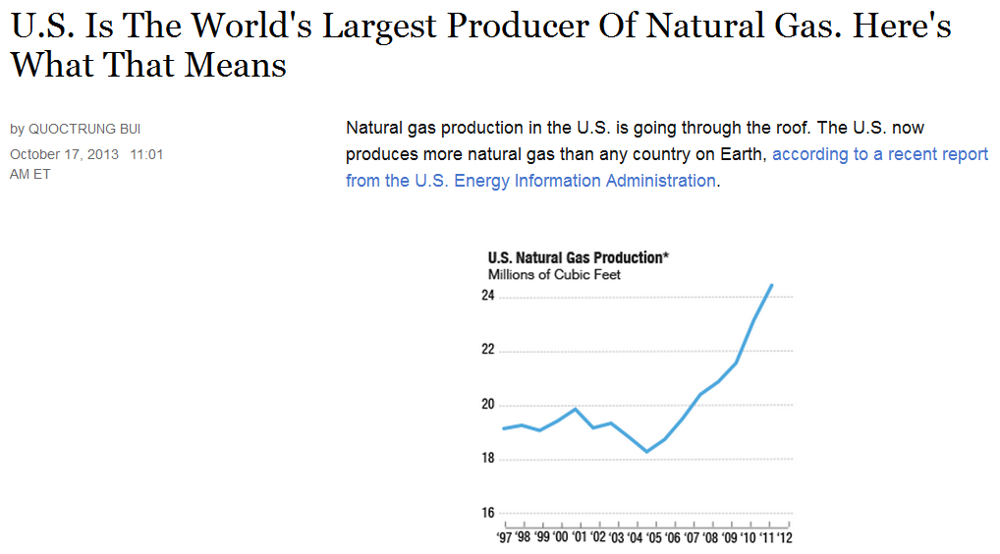 U.S. Is The World's Largest Producer Of Natural Gas. Here's
What That Means
by QUOCTRUNG BUI
October 17, 2013 11:01
AM ET
Natural gas production in the U.S. is going through the roof. The U.S. now
produces more natural gas than any country on Earth, according to a recent report
from the U.S. Energy Information Administration.
U.S. Natural Gas Production*
Millions of Cubic Feet
24
22
20
18
16
'97 '98 '99 '00 '01 '02 '03 '04 '05 '06 '07 '08 '09 '10 '11 '12